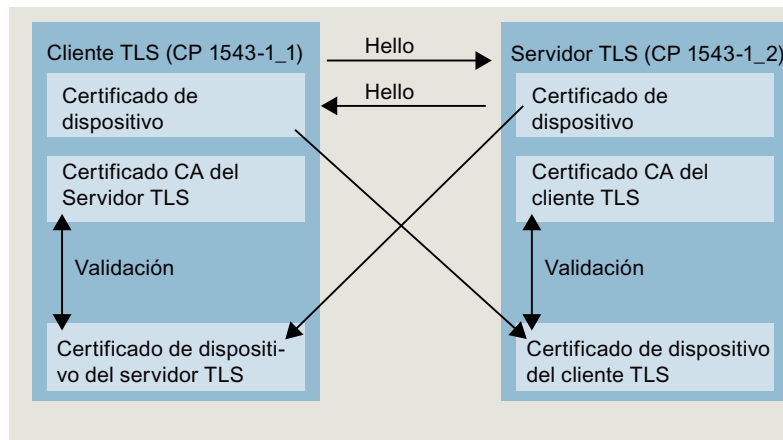 Cliente TLS (CP 1543-1_1)
Certificado de
dispositivo
Certificado CA del
Servidor TLS
Validación
Certificado de dispositi-
vo del servidor TLS
Hello
Hello
Servidor TLS (CP 1543-1_2)
Certificado de
dispositivo
Certificado CA del
cliente TLS
Validación
Certificado de dispositivo
del cliente TLS